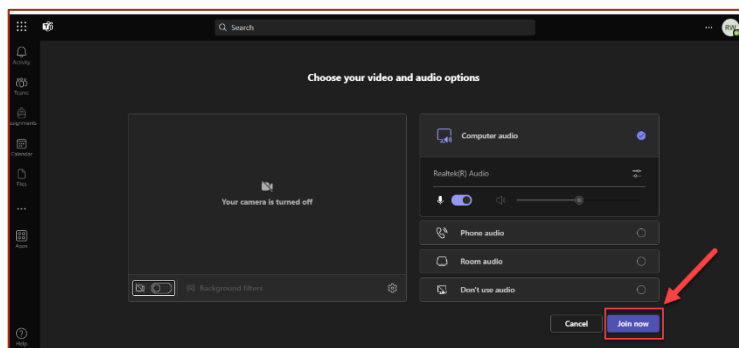 Search
RW
Activity
Teams
Assignments
Calendar
Files
Apps
Help
Choose your video and audio options
Your camera is turned off
Background filters
Computer audio
Realtek(R) Audio
Phone audio
Room audio
Don't use audio
Cancel
Join now